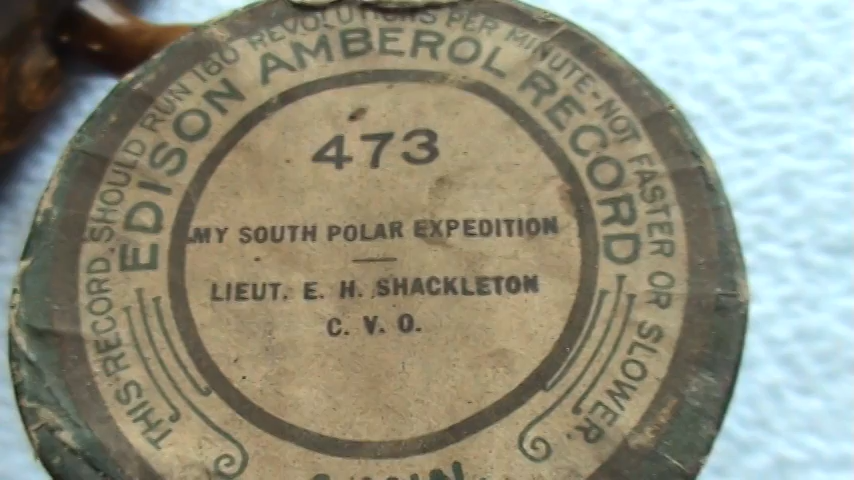 THIS RECORD SHOULD RUN 160 REVOLUTIONS PER MINUTE-NOT FASTER OR SLOWER.
EDISON AMBEROL RECORD
473
MY SOUTH POLAR EXPEDITION
LIEUT. E. H. SHACKLETON
C. V. O.